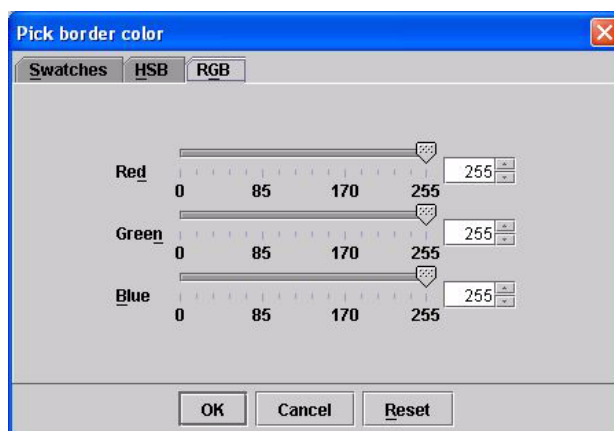 Pick border color
Swatches HSB RGB
Red 255
0 85 170 255
Green 255
0 85 170 255
Blue 255
0 85 170 255
OK Cancel Reset